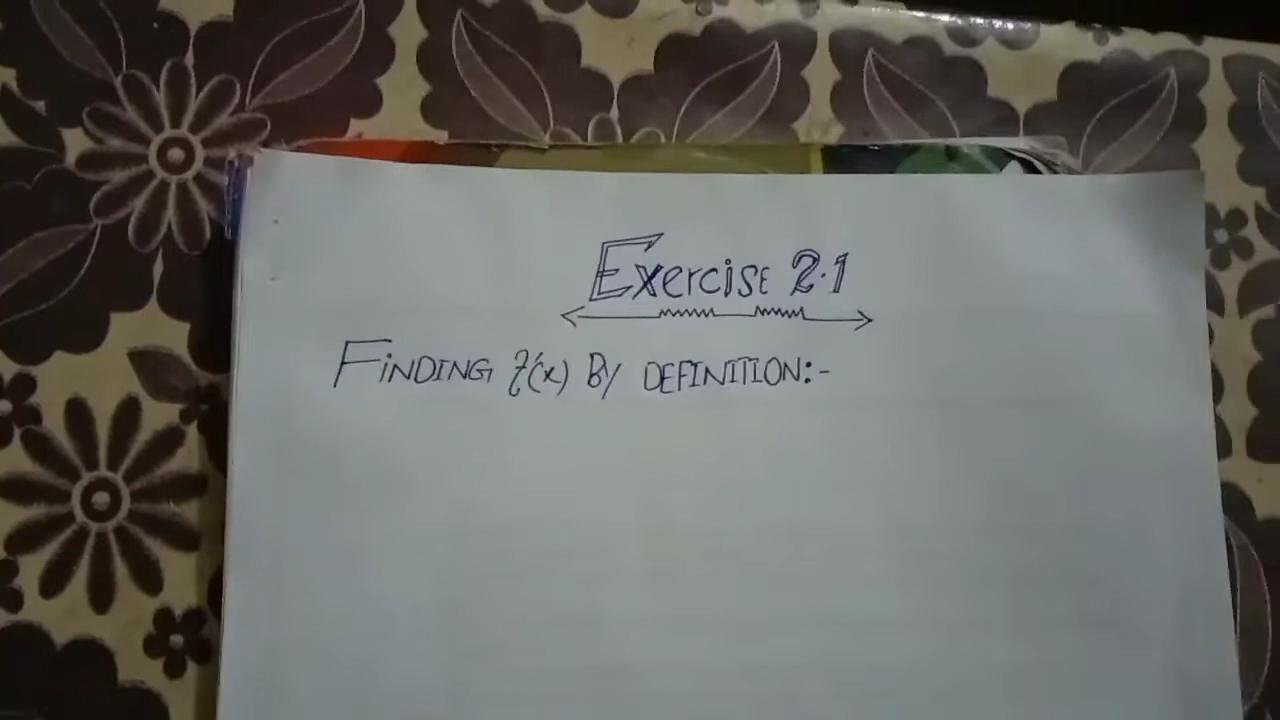 Exercise 2.1
FINDING f'(x) By DEFINITION:-